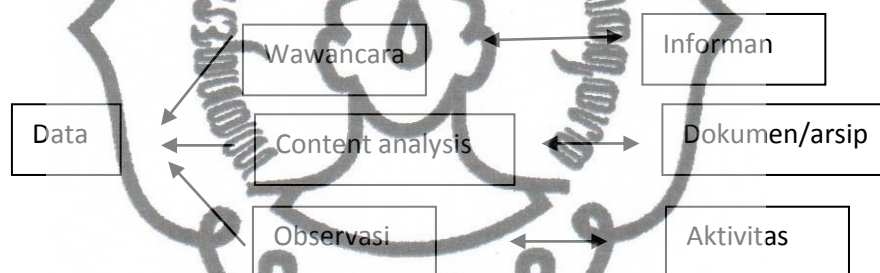 Wawancara
Informan
Data
Content analysis
Dokumen/arsip
Observasi
Aktivitas